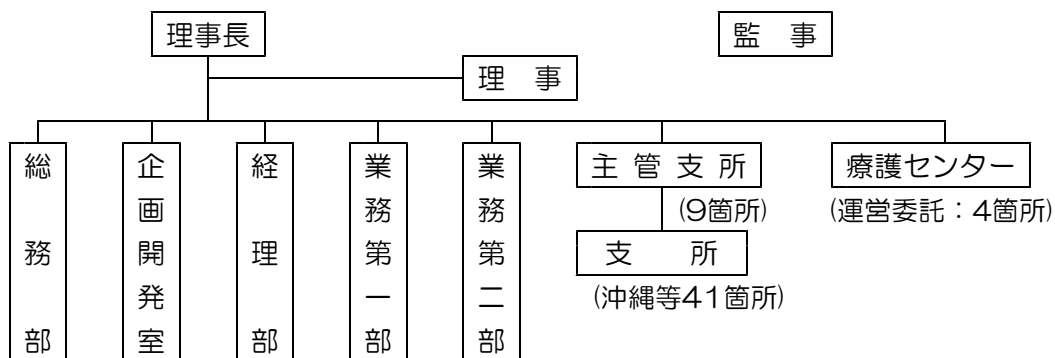 理事長
監 事
理 事
総務部
企画開発室
経理部
業務第一部
業務第二部
主 管 支 所
(9箇所)
支 所
(沖縄等41箇所)
療護センター
(運営委託：4箇所)